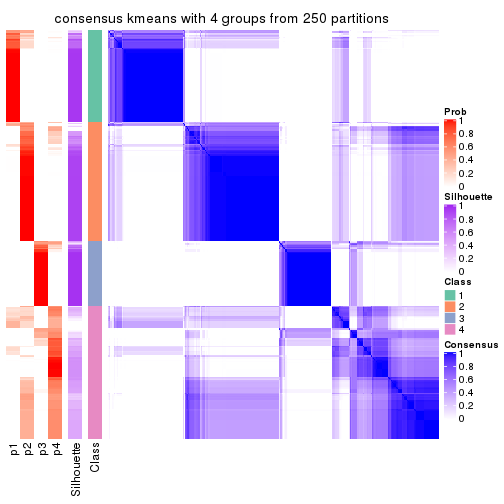 consensus kmeans with 4 groups from 250 partitions
Prob
1
0.8
0.6
0.4
0.2
0
Silhouette
1
0.8
0.6
0.4
0.2
0
Class
1
2
3
4
Consensus
1
0.8
0.6
0.4
0.2
0
p1
p2
p3
p4
Silhouette
Class